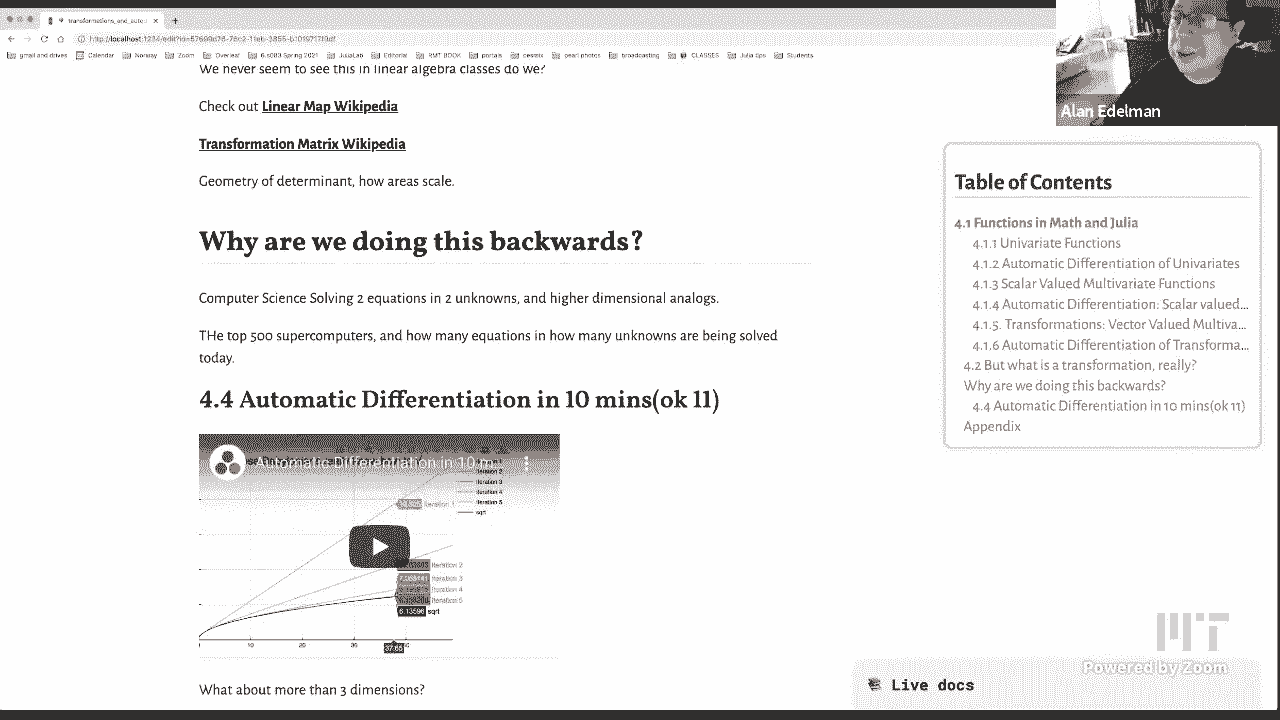 transformations_and_auto
http://localhost:1234/edit?id=
gmail and drives Calendar Norway Zoom Overleaf 6.s083 Spring 2021 JuliaLab Editorial RMT BOOK portals pearl photos broadcasting CLASSES Julia tips Students
We never seem to see this in linear algebra classes do we?
Check out Linear Map Wikipedia
Transformation Matrix Wikipedia
Geometry of determinant, how areas scale.
Why are we doing this backwards?
Computer Science Solving 2 equations in 2 unknowns, and higher dimensional analogs.
THe top 500 supercomputers, and how many equations in how many unknowns are being solved
today.
4.4 Automatic Differentiation in 10 mins(ok 11)
Automatic Differentiation in 10 m
iteration 2
iteration 3
iteration 4
iteration 5
sqrt
iteration 1
iteration 2
7.068441 iteration 3
iteration 4
iteration 5
6.13596 sqrt
10 20 30
37.65
What about more than 3 dimensions?
Alan Edelman
Table of Contents
4.1 Functions in Math and Julia
4.1.1 Univariate Functions
4.1.2 Automatic Differentiation of Univariates
4.1.3 Scalar Valued Multivariate Functions
4.1.4 Automatic Differentiation: Scalar valued...
4.1.5. Transformations: Vector Valued Multiva...
4.1.6 Automatic Differentiation of Transforma...
4.2 But what is a transformation, really?
Why are we doing this backwards?
4.4 Automatic Differentiation in 10 mins(ok 11)
Appendix
MIT
Powered by Zoom
Live docs